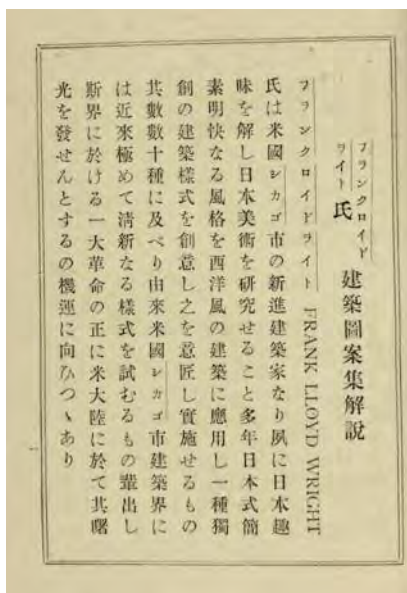 フランクロイドライト氏 建築圖案集解說
フランクロイドライト FRANK LLOYD WRIGHT
氏は米國シカゴ市の新進建築家なり夙に日本趣
味を解し日本美術を研究せること多年日本式簡
素明快なる風格を西洋風の建築に應用し一種獨
創の建築樣式を創意し之を意匠し實施せるもの
其數數十種に及べり由來米國シカゴ市建築界に
は近來極めて淸新なる樣式を試むるもの輩出し
斯界に於ける一大革命の正に米大陸に於て其曙
光を發せんとするの機運に向ひつゝあり